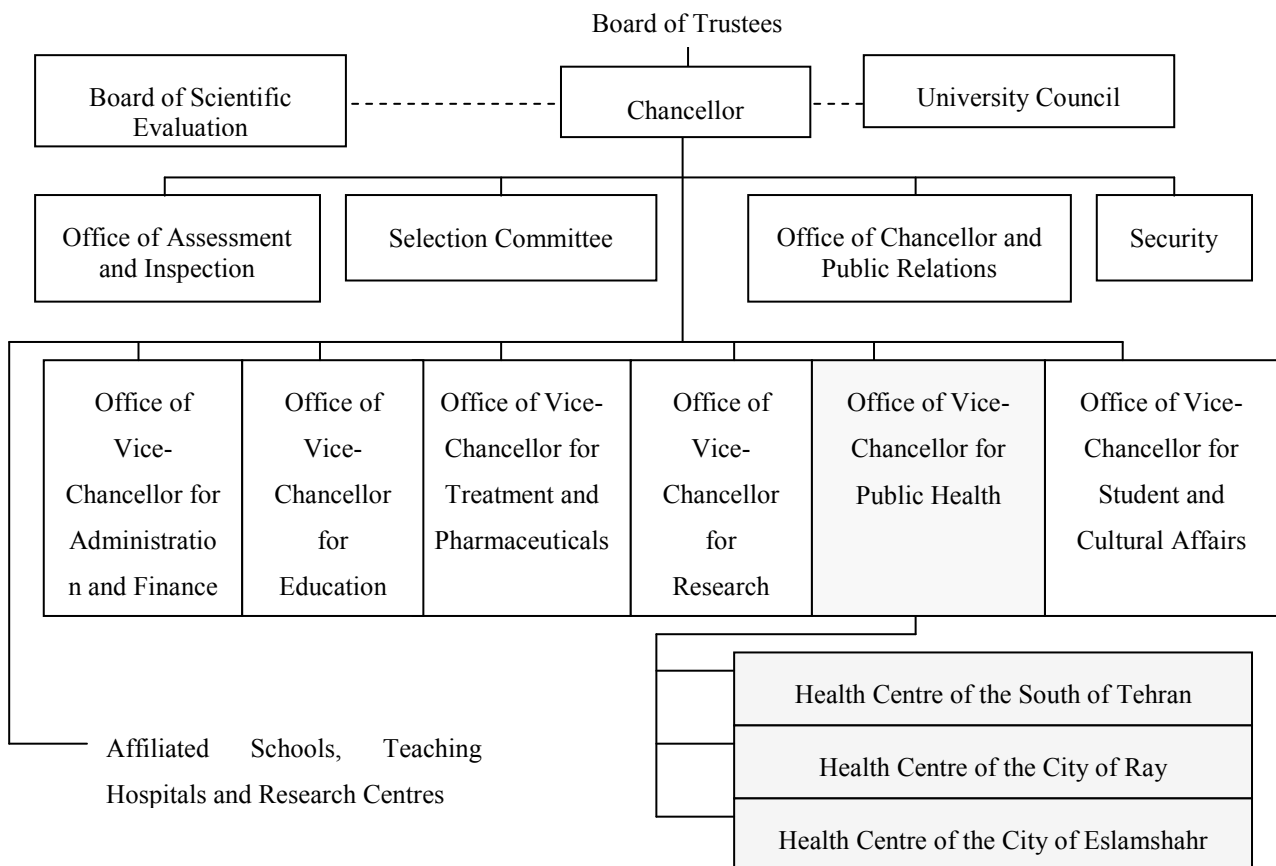 Board of Trustees
Board of Scientific
Evaluation
Chancellor
University Council
Office of Assessment
and Inspection
Selection Committee
Office of Chancellor and
Public Relations
Security
Office of
Vice-
Chancellor for
Administratio
n and Finance
Office of
Vice-
Chancellor
for
Education
Office of Vice-
Chancellor for
Treatment and
Pharmaceuticals
Office of
Vice-
Chancellor
for
Research
Office of Vice-
Chancellor for
Public Health
Office of Vice-
Chancellor for
Student and
Cultural Affairs
Health Centre of the South of Tehran
Health Centre of the City of Ray
Health Centre of the City of Eslamshahr
Affiliated Schools, Teaching
Hospitals and Research Centres